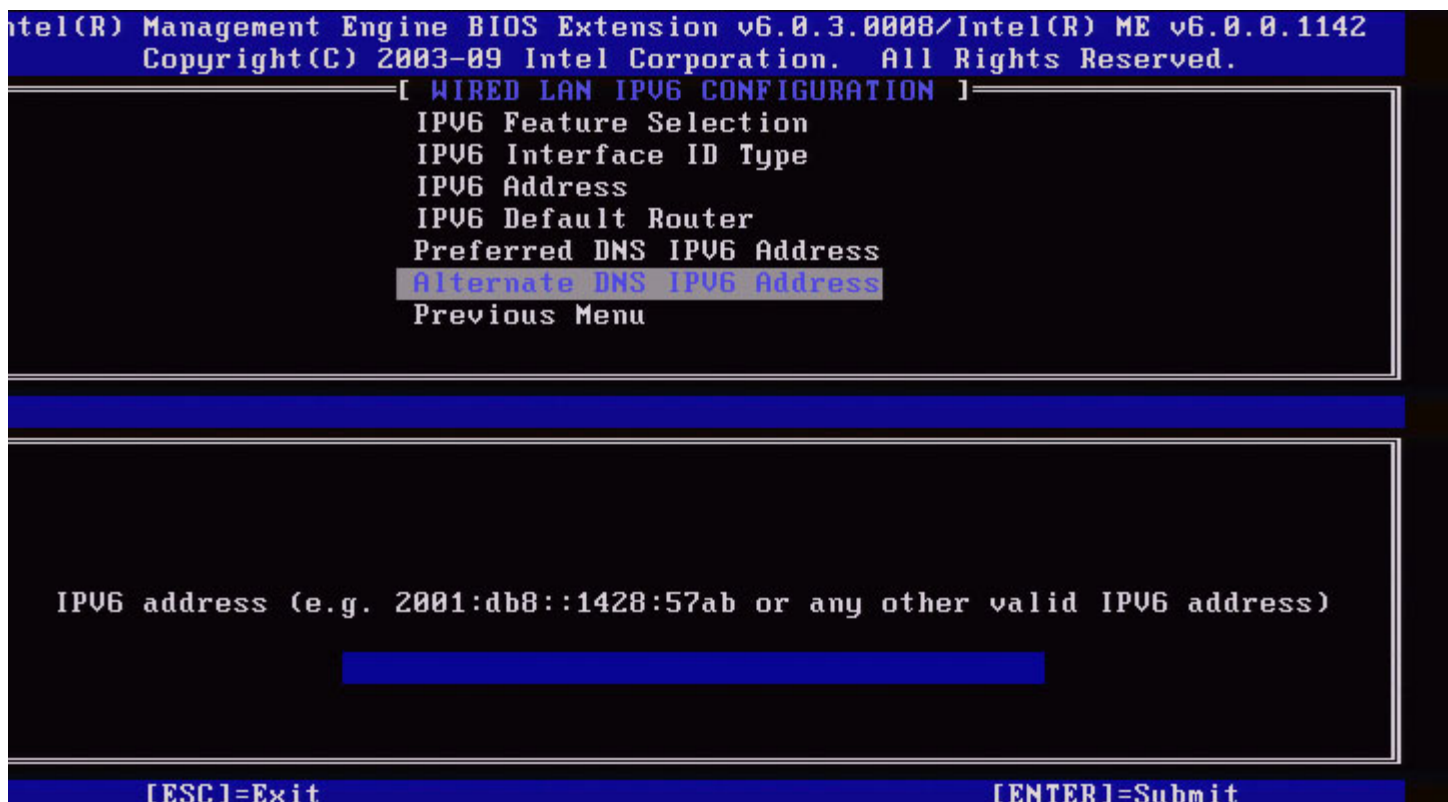 ntel(R) Management Engine BIOS Extension v6.0.3.0008/Intel(R) ME v6.0.0.1142
Copyright(C) 2003-09 Intel Corporation. All Rights Reserved.
[ WIRED LAN IPV6 CONFIGURATION ]
IPV6 Feature Selection
IPV6 Interface ID Type
IPV6 Address
IPV6 Default Router
Preferred DNS IPV6 Address
Alternate DNS IPV6 Address
Previous Menu
IPV6 address (e.g. 2001:db8::1428:57ab or any other valid IPV6 address)
[ESC]=Exit [ENTER]=Submit